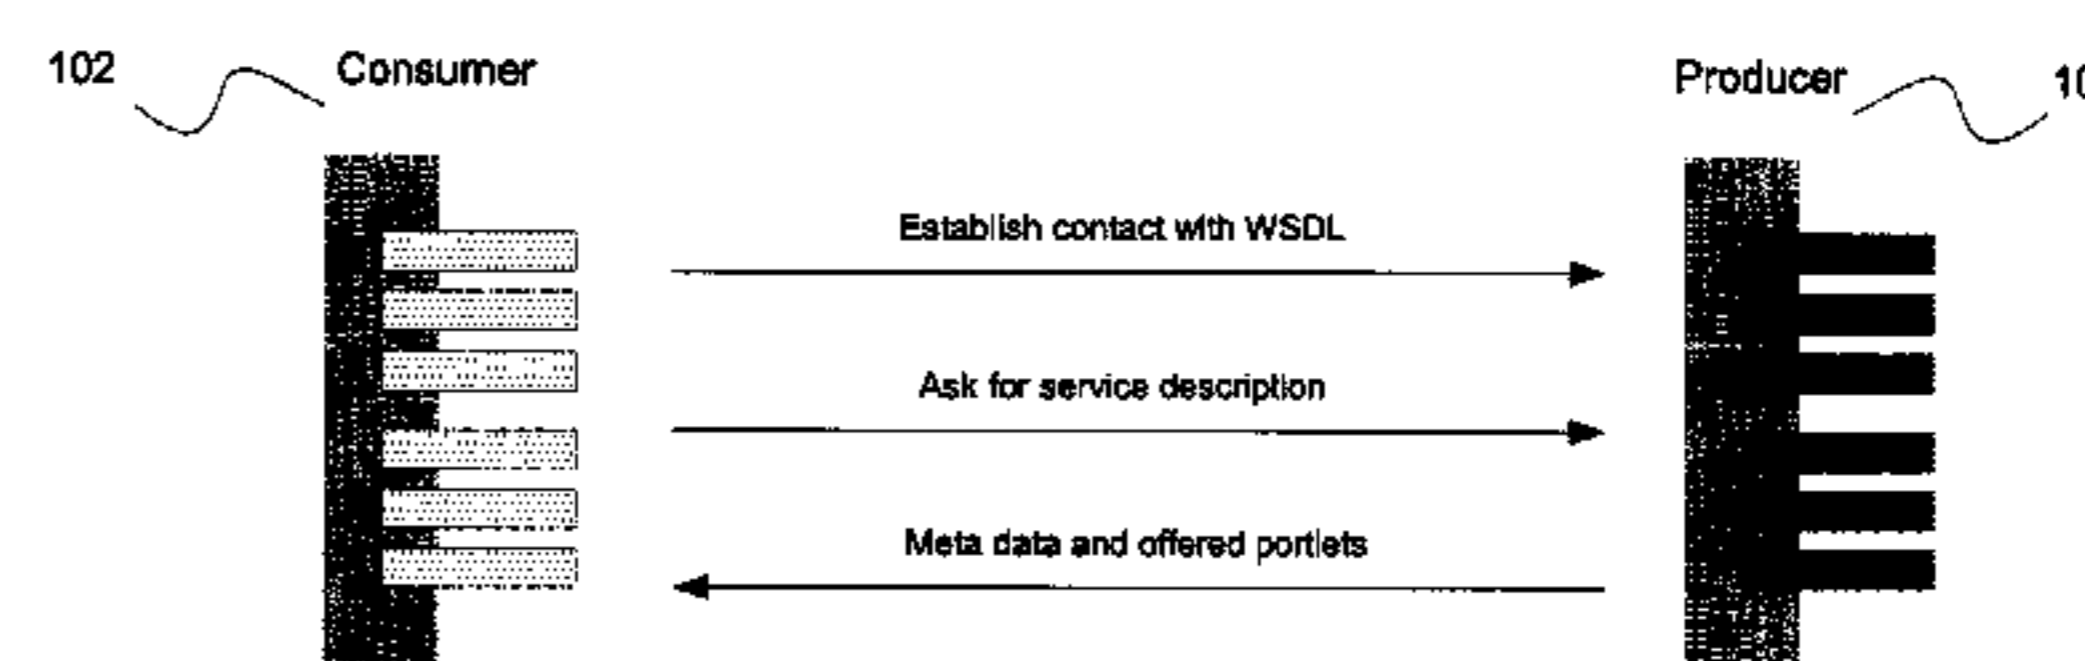 102
Consumer
Producer
Establish contact with WSDL
Ask for service description
Meta data and offered portlets